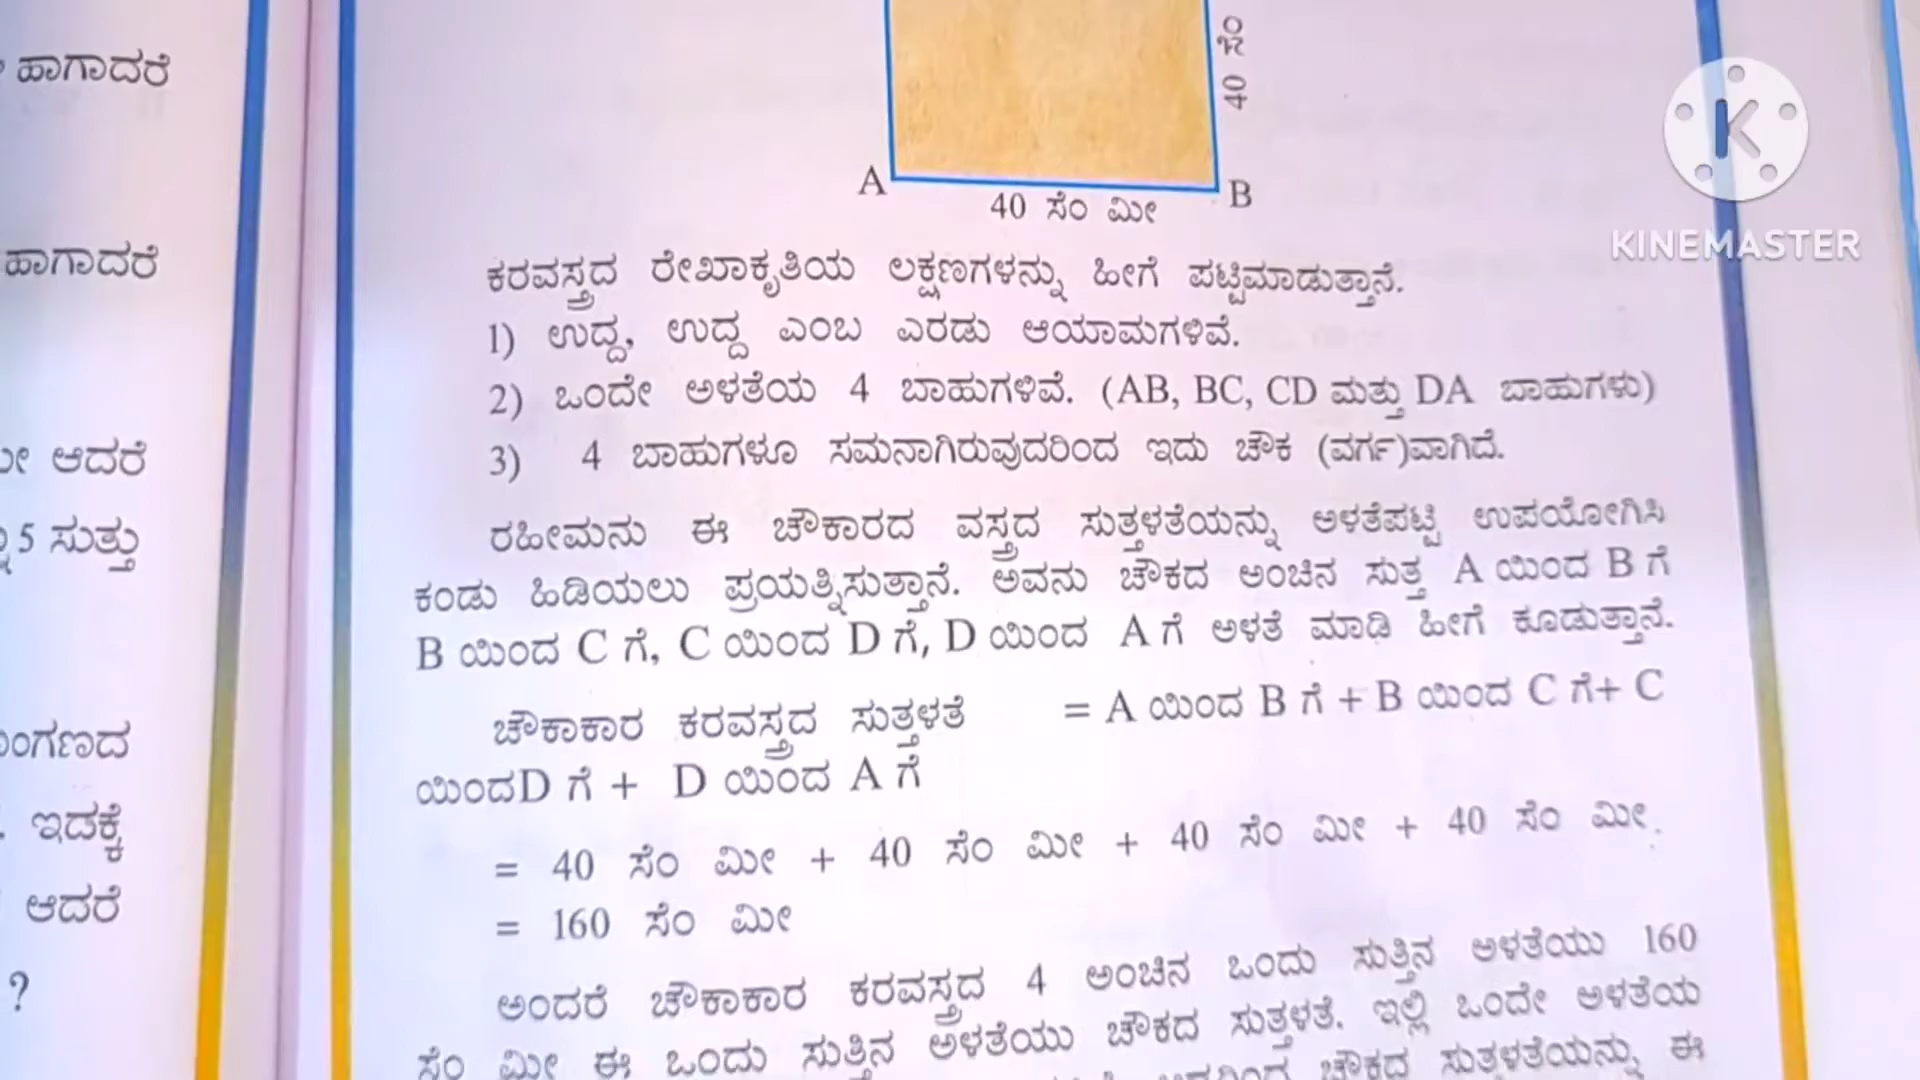 ಹಾಗಾದರೆ
ಹಾಗಾದರೆ
ಆದರೆ
5 ಸುತ್ತು
ಇದಕ್ಕೆ
ಆದರೆ
?
40 ಸೆಂ
A
B
40 ಸೆಂ ಮೀ
ಕರವಸ್ತ್ರದ ರೇಖಾಕೃತಿಯ ಲಕ್ಷಣಗಳನ್ನು ಹೀಗೆ ಪಟ್ಟಿಮಾಡುತ್ತಾನೆ.
1) ಉದ್ದ, ಉದ್ದ ಎಂಬ ಎರಡು ಆಯಾಮಗಳಿವೆ.
2) ಒಂದೇ ಅಳತೆಯ 4 ಬಾಹುಗಳಿವೆ. (AB, BC, CD ಮತ್ತು DA ಬಾಹುಗಳು)
3) 4 ಬಾಹುಗಳೂ ಸಮನಾಗಿರುವುದರಿಂದ ಇದು ಚೌಕ (ವರ್ಗ)ವಾಗಿದೆ.
ರಹೀಮನು ಈ ಚೌಕಾರದ ವಸ್ತ್ರದ ಸುತ್ತಳತೆಯನ್ನು ಅಳತೆಪಟ್ಟಿ ಉಪಯೋಗಿಸಿ
ಕಂಡು ಹಿಡಿಯಲು ಪ್ರಯತ್ನಿಸುತ್ತಾನೆ. ಅವನು ಚೌಕದ ಅಂಚಿನ ಸುತ್ತ A ಯಿಂದ B ಗೆ
B ಯಿಂದ C ಗೆ, C ಯಿಂದ D ಗೆ, D ಯಿಂದ A ಗೆ ಅಳತೆ ಮಾಡಿ ಹೀಗೆ ಕೂಡುತ್ತಾನೆ.
ಚೌಕಾಕಾರ ಕರವಸ್ತ್ರದ ಸುತ್ತಳತೆ = A ಯಿಂದ B ಗೆ + B ಯಿಂದ C ಗೆ+ C
ಯಿಂದD ಗೆ + D ಯಿಂದ A ಗೆ
= 40 ಸೆಂ ಮೀ + 40 ಸೆಂ ಮೀ + 40 ಸೆಂ ಮೀ + 40 ಸೆಂ ಮೀ.
= 160 ಸೆಂ ಮೀ
ಅಂದರೆ ಚೌಕಾಕಾರ ಕರವಸ್ತ್ರದ 4 ಅಂಚಿನ ಒಂದು ಸುತ್ತಿನ ಅಳತೆಯು 160
ಸೆಂ ಮೀ ಈ ಒಂದು ಸುತ್ತಿನ ಅಳತೆಯು ಚೌಕದ ಸುತ್ತಳತೆ. ಇಲ್ಲಿ ಒಂದೇ ಅಳತೆಯ
ಚೌಕದ ಸುತ್ತಳತೆಯನ್ನು ಈ
KINEMASTER